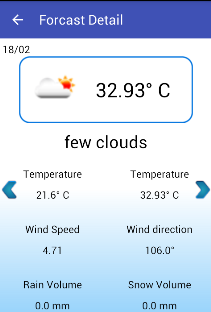 Forcast Detail
18/02
32.93° C
few clouds
Temperature Temperature
21.6° C 32.93° C
Wind Speed Wind direction
4.71 106.0°
Rain Volume Snow Volume
0.0 mm 0.0 mm